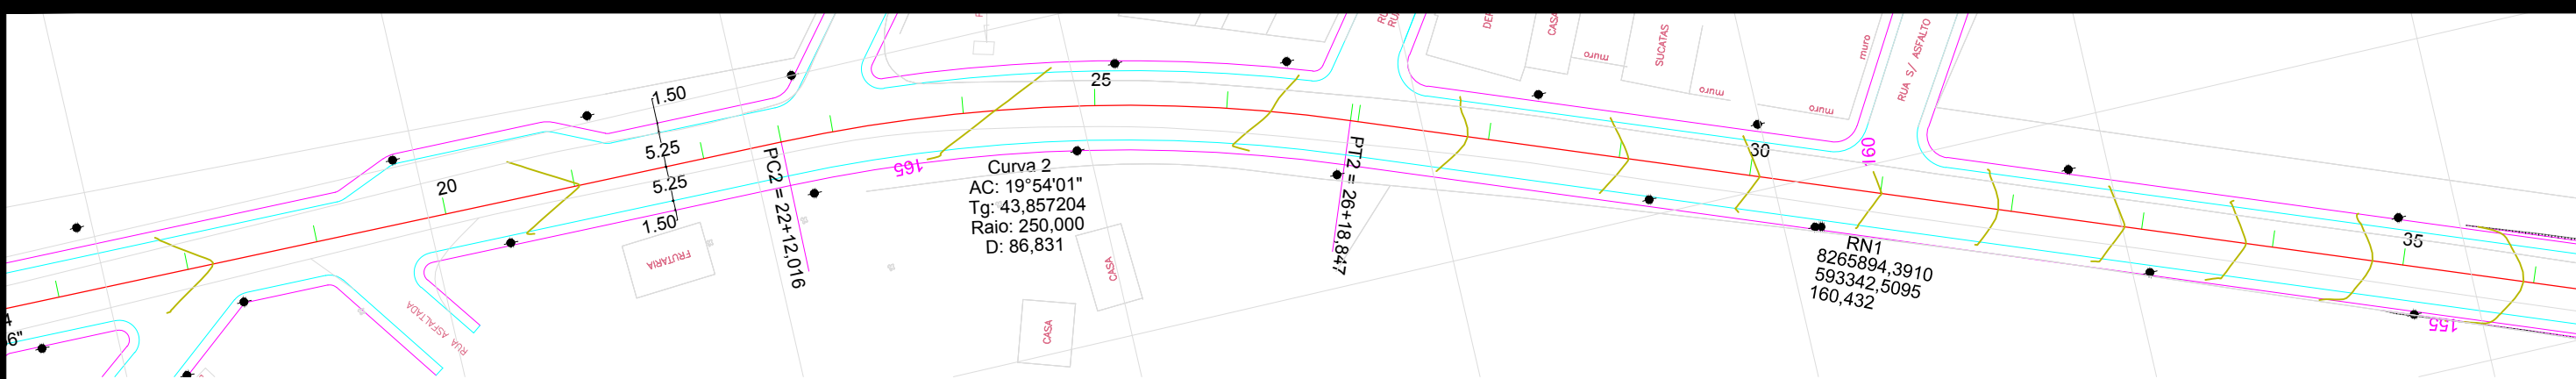 1.50
5.25
5.25
1.50
20
FRUTARIA
RUA ASFALTADA
6"
PC2 = 22+12,016
165
25
Curva 2
AC: 19°54'01"
Tg: 43,857204
Raio: 250,000
D: 86,831
CASA
CASA
PT2 = 26+18,847
CASA
muro
SUCATAS
muro
muro
muro
RUA S/ ASFALTO
30
160
RN1
8265894,3910
593342,5095
160,432
35
155